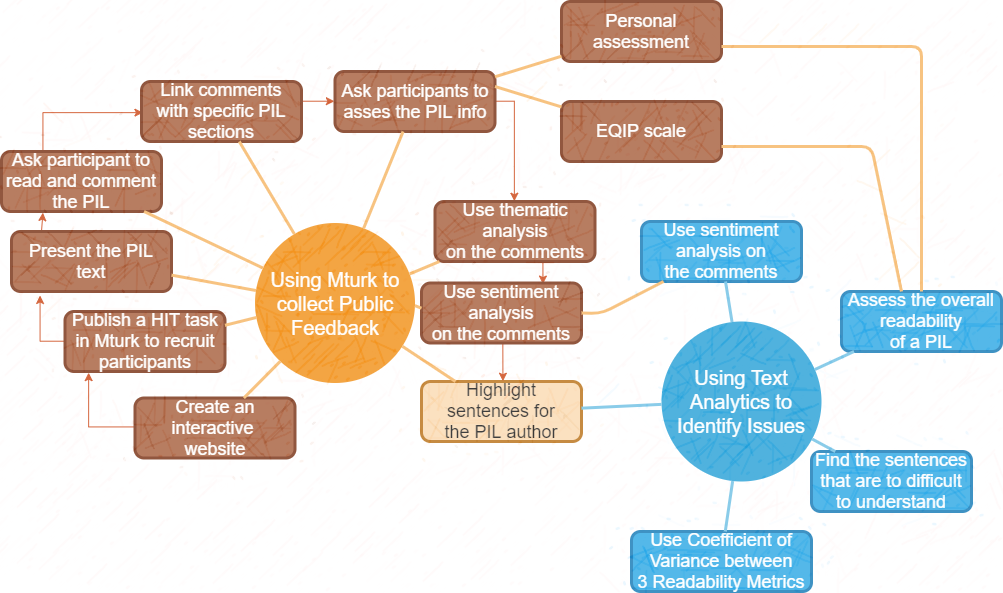 Personal
assessment
Link comments
with specific PIL
sections
Ask participants to
asses the PIL info
EQIP scale
Ask participant to
read and comment
the PIL
Use thematic
analysis
on the comments
Use sentiment
analysis on
the comments
Present the PIL
text
Using Mturk to
collect Public
Feedback
Use sentiment
analysis
on the comments
Assess the overall
readability
of a PIL
Publish a HIT task
in Mturk to recruit
participants
Highlight
sentences for
the PIL author
Using Text
Analytics to
Identify Issues
Create an
interactive
website
Find the sentences
that are to difficult
to understand
Use Coefficient of
Variance between
3 Readability Metrics